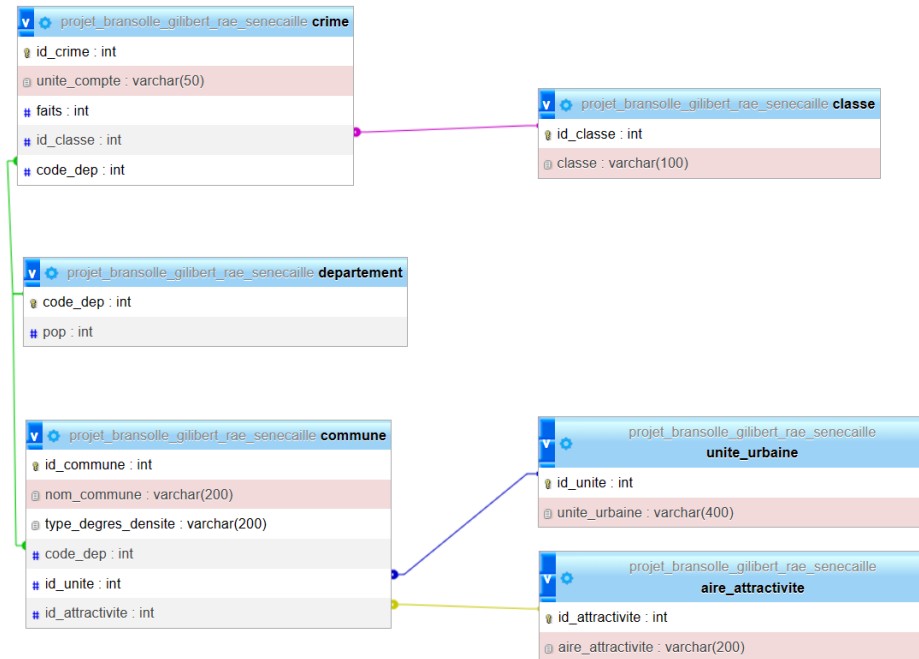 v projet_bransolle_gilibert_rae_senecaille crime
id_crime : int
unite_compte : varchar(50)
# faits : int
# id_classe : int
# code_dep : int
v projet_bransolle_gilibert_rae_senecaille classe
id_classe : int
classe : varchar(100)
v projet_bransolle_gilibert_rae_senecaille departement
code_dep : int
# pop : int
v projet_bransolle_gilibert_rae_senecaille commune
id_commune : int
nom_commune : varchar(200)
type_degres_densite : varchar(200)
# code_dep : int
# id_unite : int
# id_attractivite : int
v projet_bransolle_gilibert_rae_senecaille
unite_urbaine
id_unite : int
unite_urbaine : varchar(400)
v projet_bransolle_gilibert_rae_senecaille
aire_attractivite
id_attractivite : int
aire_attractivite : varchar(200)